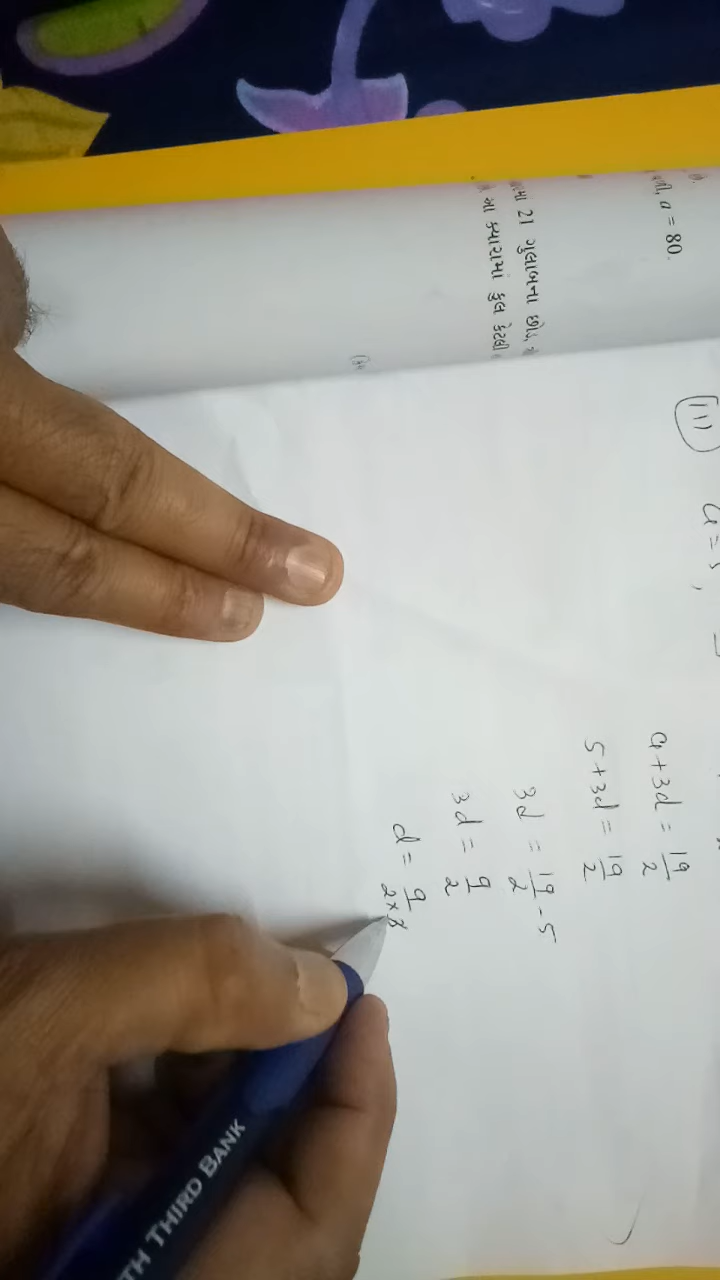 a = 80
21 ગુલાબના છોડ,
આ ક્યારામાં કુલ કેટલી
(iii)
a + 3d = 19/2
5 + 3d = 19/2
3d = 19/2 - 5
3d = 9/2
d = 9/2×3
TH THIRD BANK